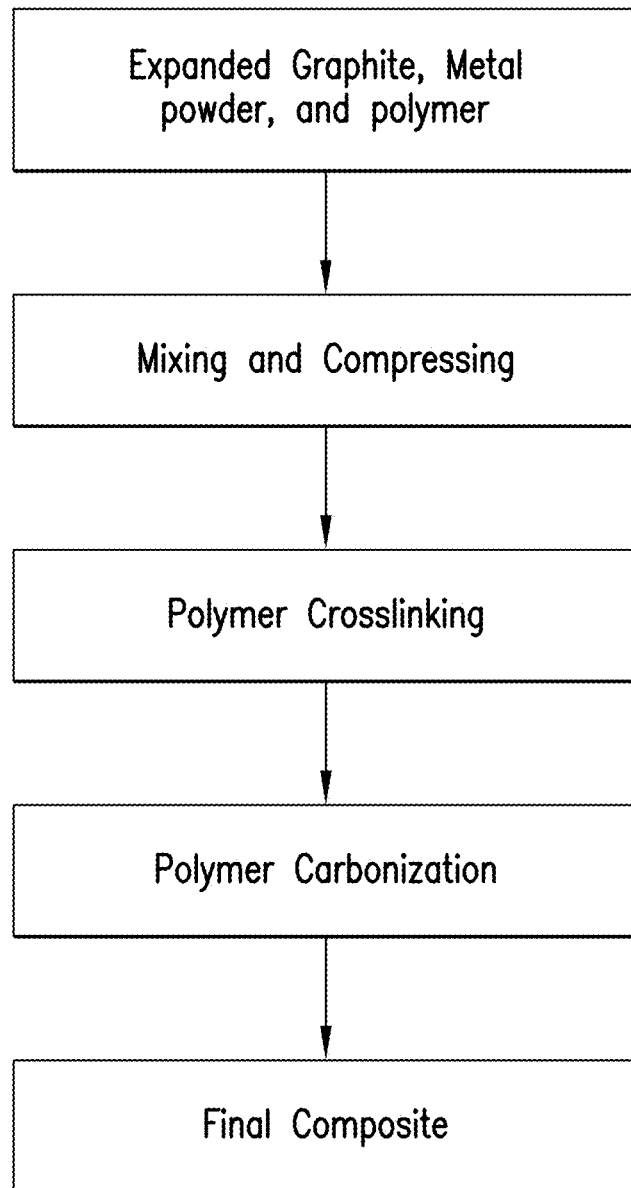 Expanded Graphite, Metal
powder, and polymer
Mixing and Compressing
Polymer Crosslinking
Polymer Carbonization
Final Composite